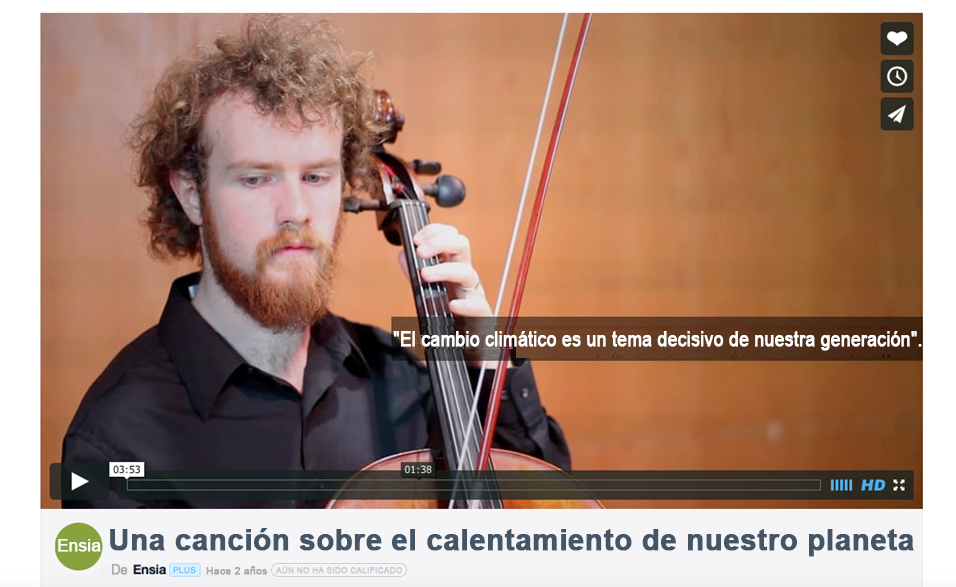 "El cambio climático es un tema decisivo de nuestra generación".
03:53
01:38
HD
Ensia
Una canción sobre el calentamiento de nuestro planeta
De Ensia PLUS Hace 2 años AÚN NO HA SIDO CALIFICADO